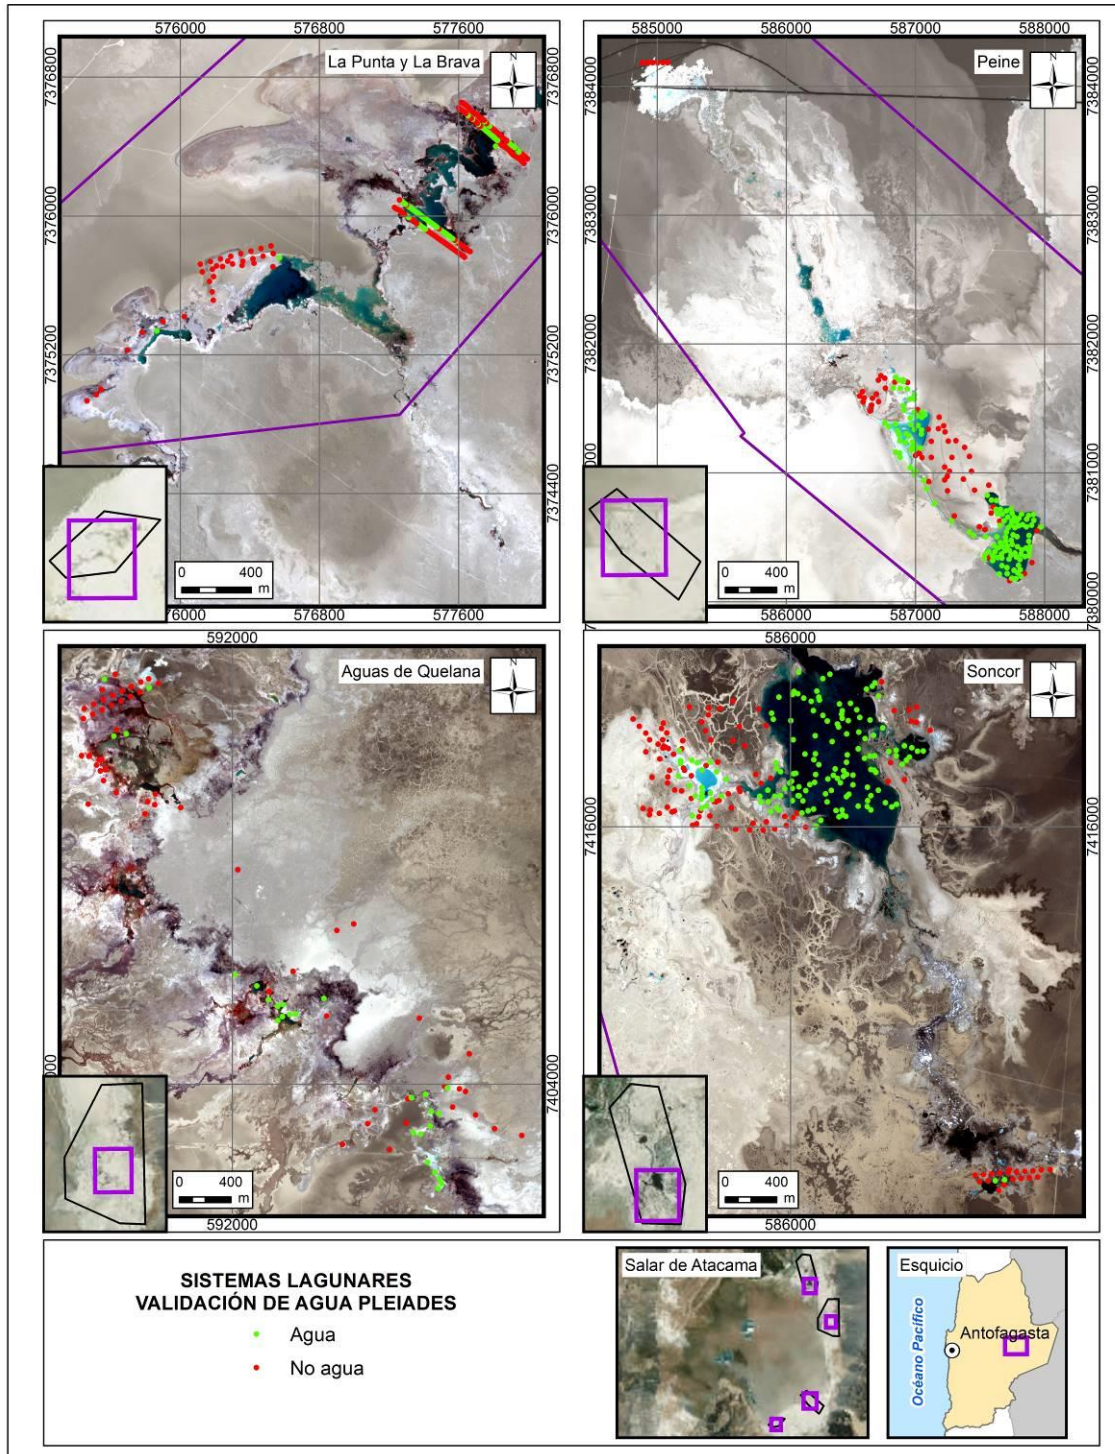 576000 576800 577600
La Punta y La Brava
N
7376800
7376000
7375200
7374400
7376800
7376000
7375200
7374400
0 400
m
576000 576800 577600
585000 586000 587000 588000
Peine
N
7384000
7383000
7382000
7384000
7383000
7382000
7381000
7380000
0 400
m
586000 587000 588000
592000
Aguas de Quelana
N
7404000
0 400
m
592000
586000
Soncor
N
7416000
7416000
0 400
m
586000
SISTEMAS LAGUNARES
VALIDACIÓN DE AGUA PLEIADES
Agua
No agua
Salar de Atacama
Esquicio
Océano Pacífico
Antofagasta